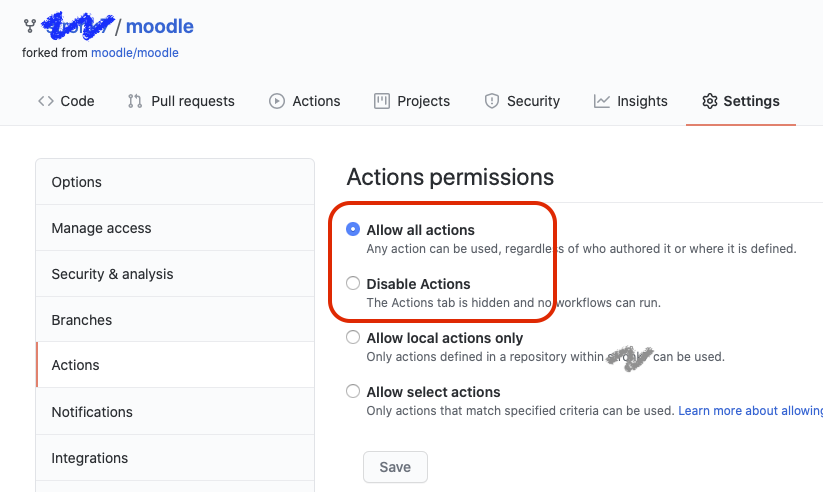 / moodle
forked from moodle/moodle
Code Pull requests Actions Projects Security Insights Settings
Options
Manage access
Security & analysis
Branches
Actions
Notifications
Integrations
Actions permissions
Allow all actions
Any action can be used, regardless of who authored it or where it is defined.
Disable Actions
The Actions tab is hidden and no workflows can run.
Allow local actions only
Only actions defined in a repository within can be used.
Allow select actions
Only actions that match specified criteria can be used. Learn more about allowing
Save